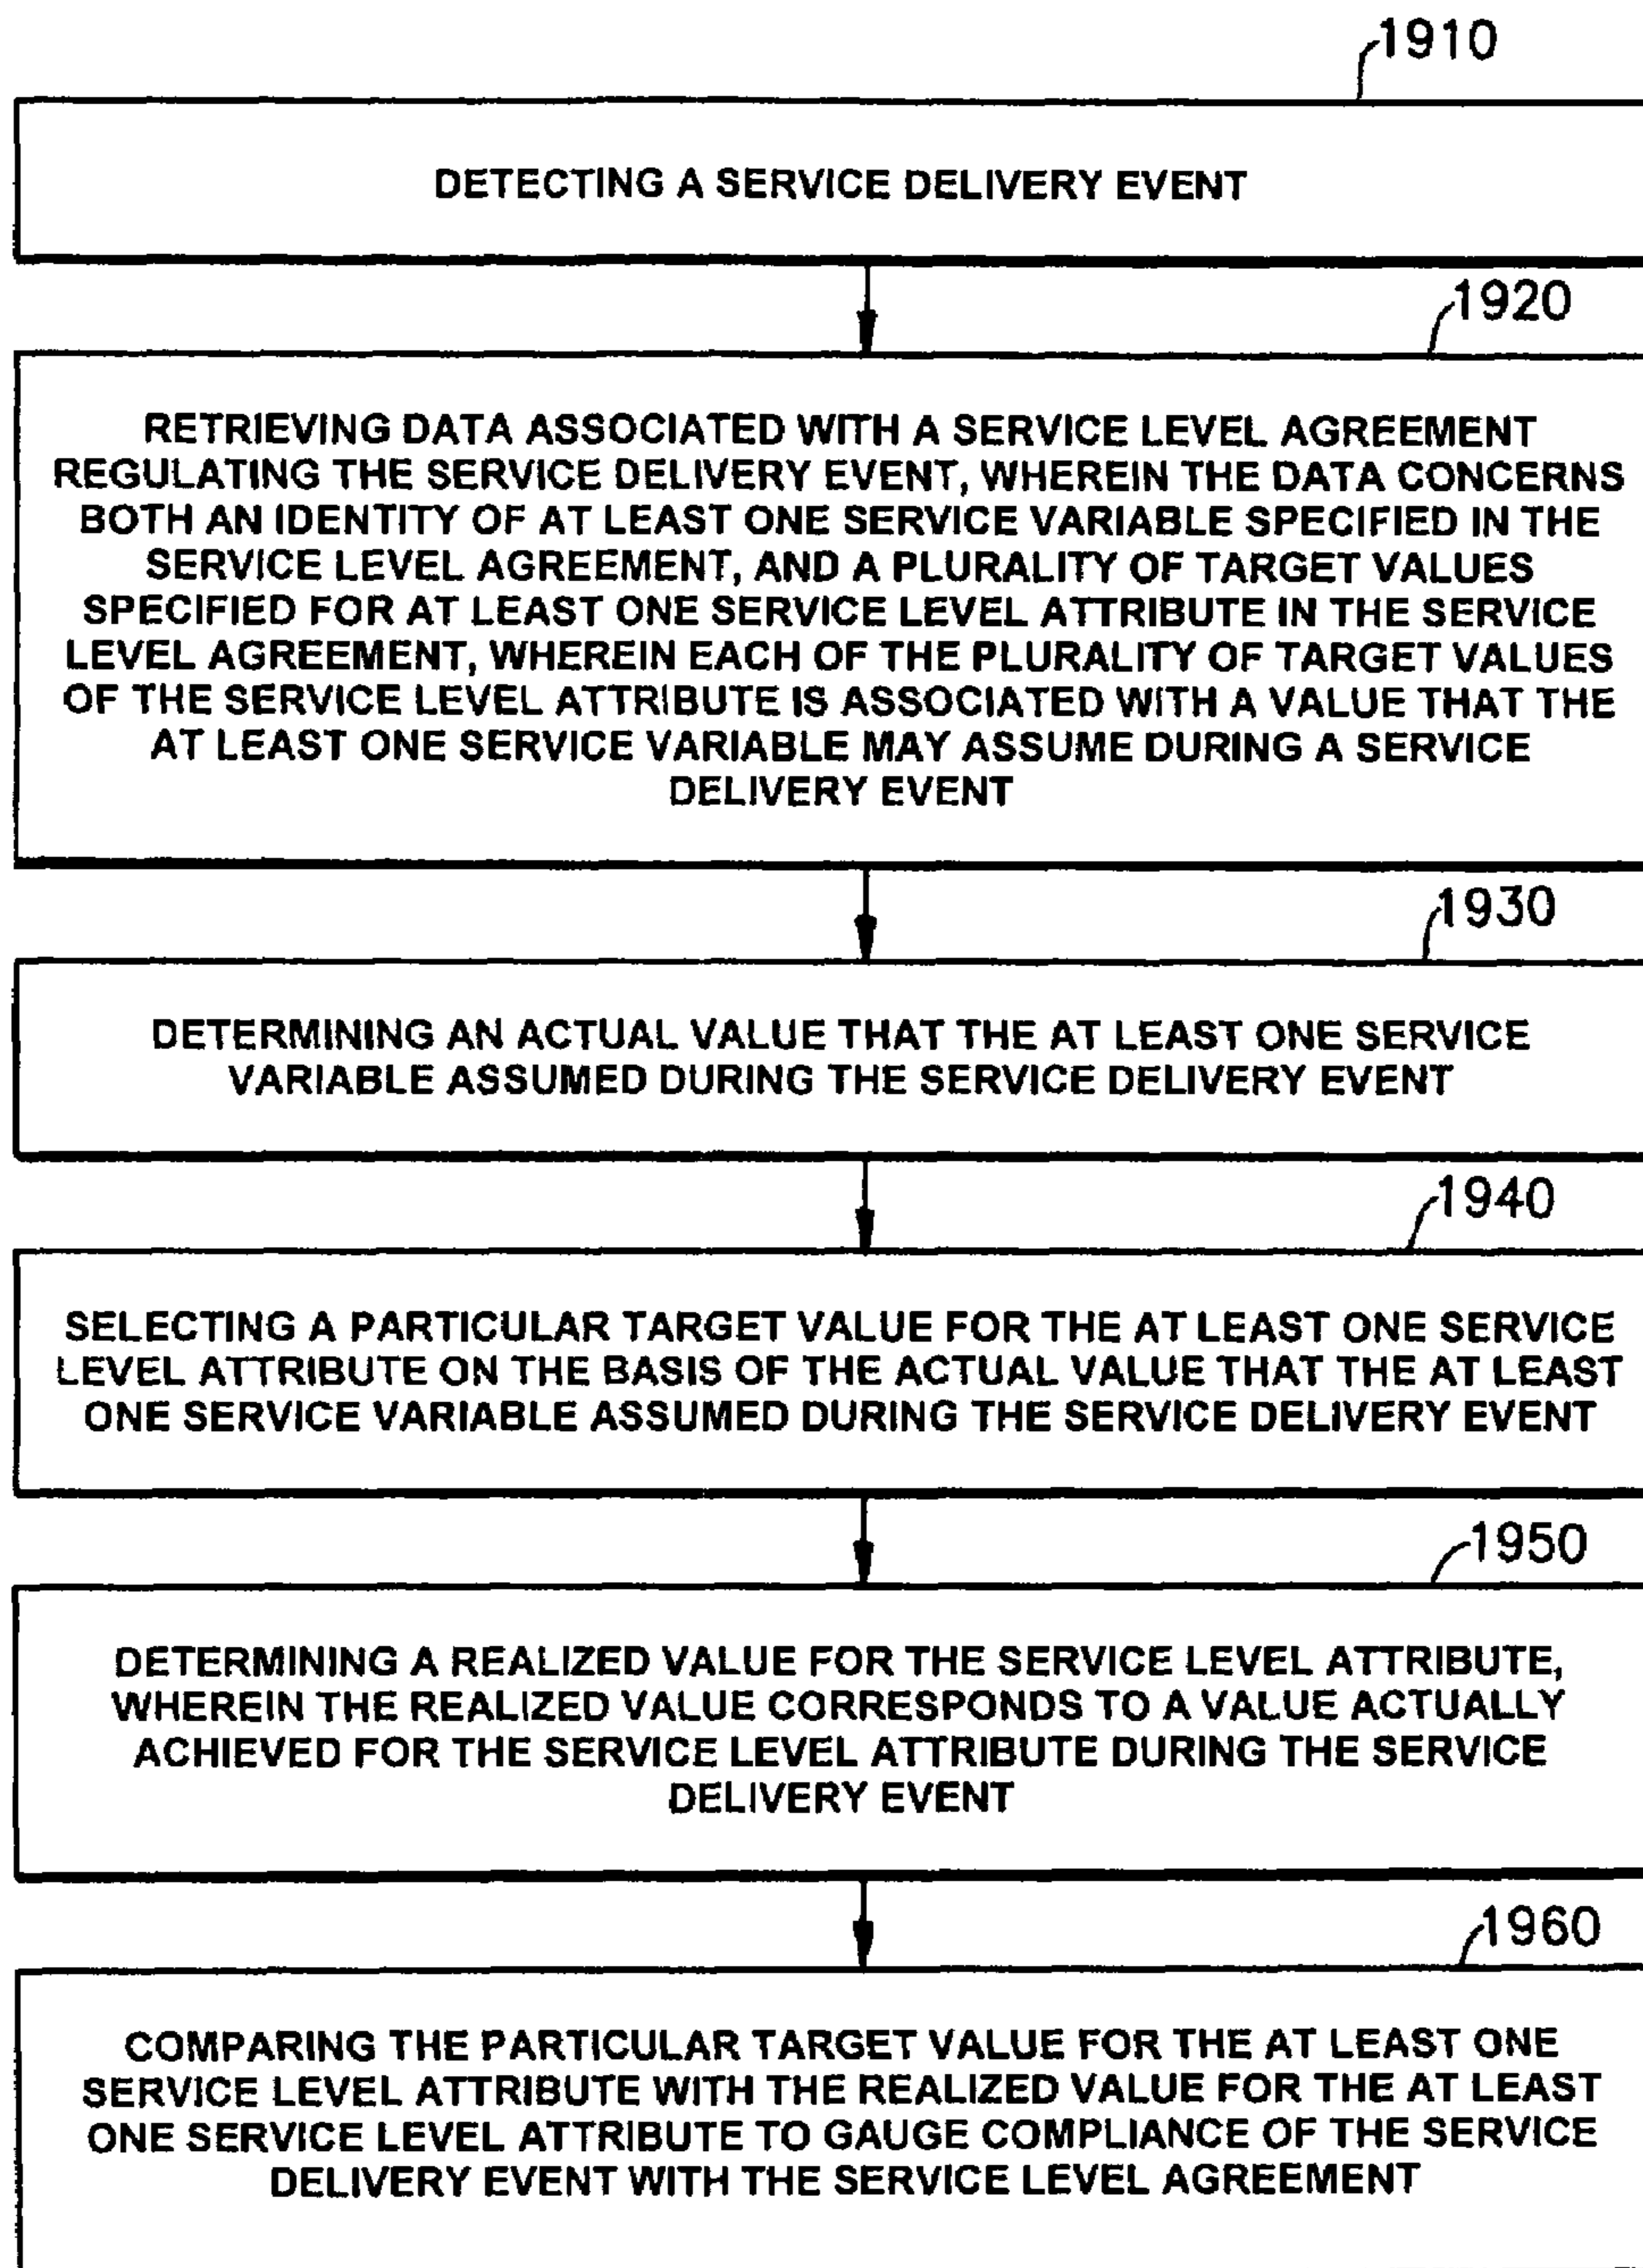 1910
DETECTING A SERVICE DELIVERY EVENT
1920
RETRIEVING DATA ASSOCIATED WITH A SERVICE LEVEL AGREEMENT
REGULATING THE SERVICE DELIVERY EVENT, WHEREIN THE DATA CONCERNS
BOTH AN IDENTITY OF AT LEAST ONE SERVICE VARIABLE SPECIFIED IN THE
SERVICE LEVEL AGREEMENT, AND A PLURALITY OF TARGET VALUES
SPECIFIED FOR AT LEAST ONE SERVICE LEVEL ATTRIBUTE IN THE SERVICE
LEVEL AGREEMENT, WHEREIN EACH OF THE PLURALITY OF TARGET VALUES
OF THE SERVICE LEVEL ATTRIBUTE IS ASSOCIATED WITH A VALUE THAT THE
AT LEAST ONE SERVICE VARIABLE MAY ASSUME DURING A SERVICE
DELIVERY EVENT
1930
DETERMINING AN ACTUAL VALUE THAT THE AT LEAST ONE SERVICE
VARIABLE ASSUMED DURING THE SERVICE DELIVERY EVENT
1940
SELECTING A PARTICULAR TARGET VALUE FOR THE AT LEAST ONE SERVICE
LEVEL ATTRIBUTE ON THE BASIS OF THE ACTUAL VALUE THAT THE AT LEAST
ONE SERVICE VARIABLE ASSUMED DURING THE SERVICE DELIVERY EVENT
1950
DETERMINING A REALIZED VALUE FOR THE SERVICE LEVEL ATTRIBUTE,
WHEREIN THE REALIZED VALUE CORRESPONDS TO A VALUE ACTUALLY
ACHIEVED FOR THE SERVICE LEVEL ATTRIBUTE DURING THE SERVICE
DELIVERY EVENT
1960
COMPARING THE PARTICULAR TARGET VALUE FOR THE AT LEAST ONE
SERVICE LEVEL ATTRIBUTE WITH THE REALIZED VALUE FOR THE AT LEAST
ONE SERVICE LEVEL ATTRIBUTE TO GAUGE COMPLIANCE OF THE SERVICE
DELIVERY EVENT WITH THE SERVICE LEVEL AGREEMENT